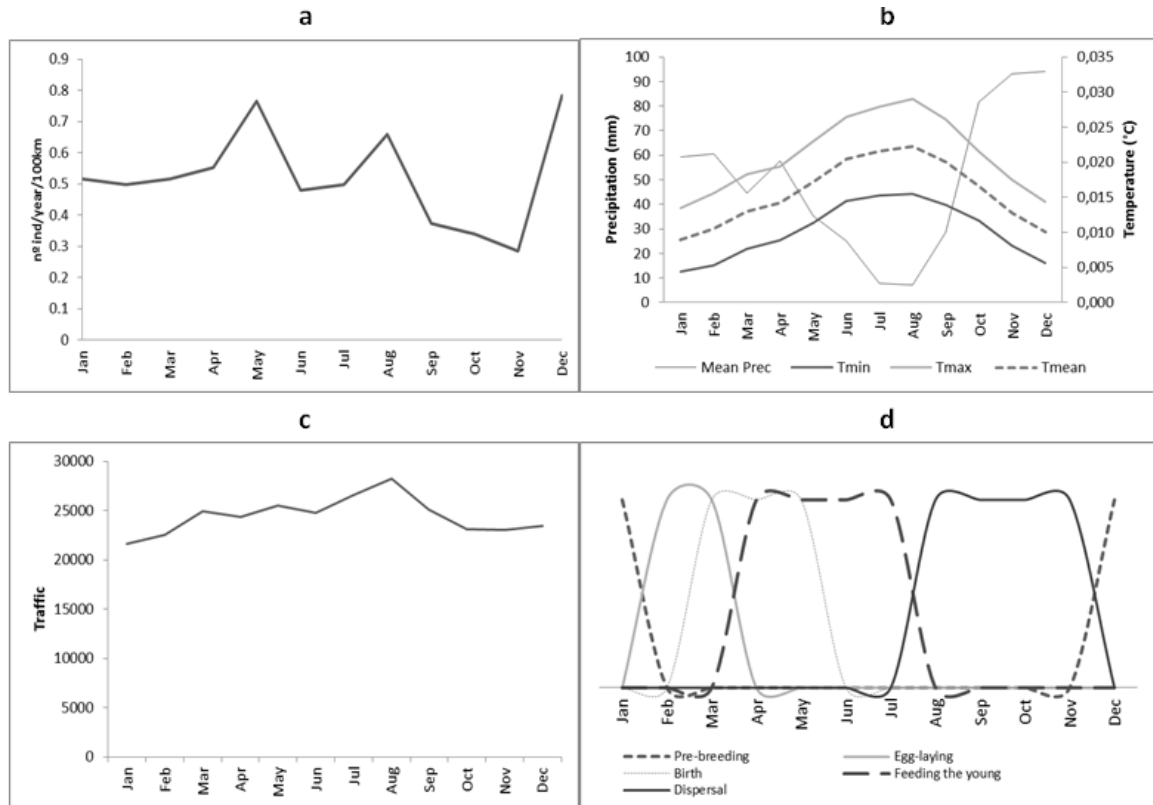 a
nº ind/year/100km
0.9
0.8
0.7
0.6
0.5
0.4
0.3
0.2
0.1
0
Jan Feb Mar Apr May Jun Jul Aug Sep Oct Nov Dec
b
Precipitation (mm)
100
90
80
70
60
50
40
30
20
10
0
0,035
0,030
0,025
0,020
0,015
0,010
0,005
0,000
Temperature (°C)
Jan Feb Mar Apr May Jun Jul Aug Sep Oct Nov Dec
Mean Prec Tmin Tmax Tmean
c
Traffic
30000
25000
20000
15000
10000
5000
0
Jan Feb Mar Apr May Jun Jul Aug Sep Oct Nov Dec
d
Jan Feb Mar Apr May Jun Jul Aug Sep Oct Nov Dec
Pre-breeding Egg-laying
Birth Feeding the young
Dispersal